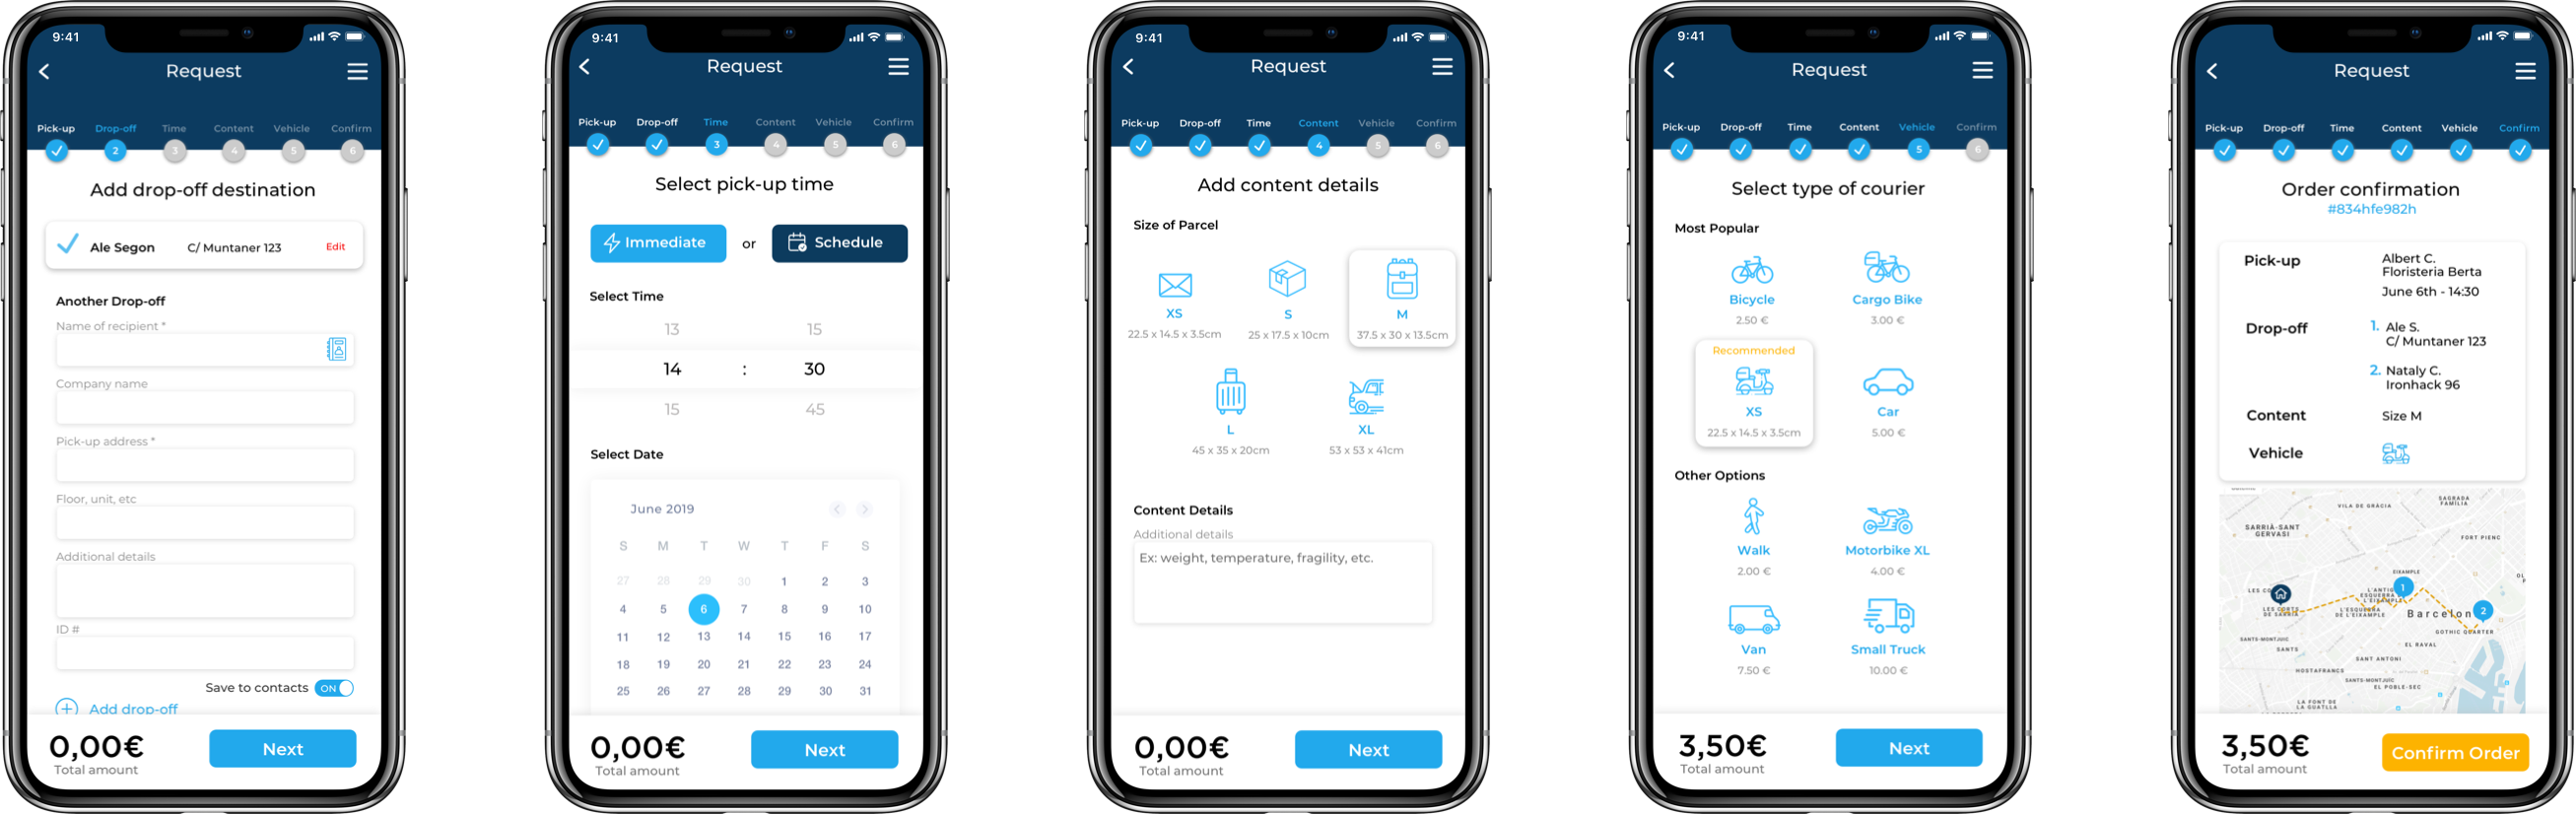 9:41
Request
Pick-up Drop-off Time Content Vehicle Confirm
2 3 4 5 6
Add drop-off destination
Ale Segon C/ Muntaner 123 Edit
Another Drop-off
Name of recipient *
Company name
Pick-up address *
Floor, unit, etc
Additional details
ID #
Save to contacts ON
Add drop-off
0,00€
Total amount
Next
9:41
Request
Pick-up Drop-off Time Content Vehicle Confirm
3 4 5 6
Select pick-up time
Immediate or Schedule
Select Time
13 15
14 : 30
15 45
Select Date
June 2019
S M T W T F S
27 28 29 30 1 2 3
4 5 6 7 8 9 10
11 12 13 14 15 16 17
18 19 20 21 22 23 24
25 26 27 28 29 30 31
0,00€
Total amount
Next
9:41
Request
Pick-up Drop-off Time Content Vehicle Confirm
4 5 6
Add content details
Size of Parcel
XS S M
22.5 x 14.5 x 3.5cm 25 x 17.5 x 10cm 37.5 x 30 x 13.5cm
L XL
45 x 35 x 20cm 53 x 53 x 41cm
Content Details
Additional details
Ex: weight, temperature, fragility, etc.
0,00€
Total amount
Next
9:41
Request
Pick-up Drop-off Time Content Vehicle Confirm
5 6
Select type of courier
Most Popular
Bicycle Cargo Bike
2.50 € 3.00 €
Recommended
XS Car
22.5 x 14.5 x 3.5cm 5.00 €
Other Options
Walk Motorbike XL
2.00 € 4.00 €
Van Small Truck
7.50 € 10.00 €
3,50€
Total amount
Next
9:41
Request
Pick-up Drop-off Time Content Vehicle Confirm
Order confirmation
#834hfe982h
Pick-up Albert C.
Floristeria Berta
June 6th - 14:30
Drop-off 1. Ale S.
C/ Muntaner 123
2. Nataly C.
Ironhack 96
Content Size M
Vehicle
SAGRADA
FAMÍLIA
VILA DE GRÀCIA
SARRIÀ-SANT
GERVASI
FORT PIENC
EIXAMPLE
1
L'ESQUERRA
DE L'EIXAMPLE
Barcelon
2
GOTHIC QUARTER
SANTS-MONTJUÏC
EL RAVAL
SANTS
SANT ANTONI
HOSTAFRANCS
SANTS-MONTJUÏC
EL POBLE-SEC
LA FONT DE
LA GUATLLA
3,50€
Total amount
Confirm Order